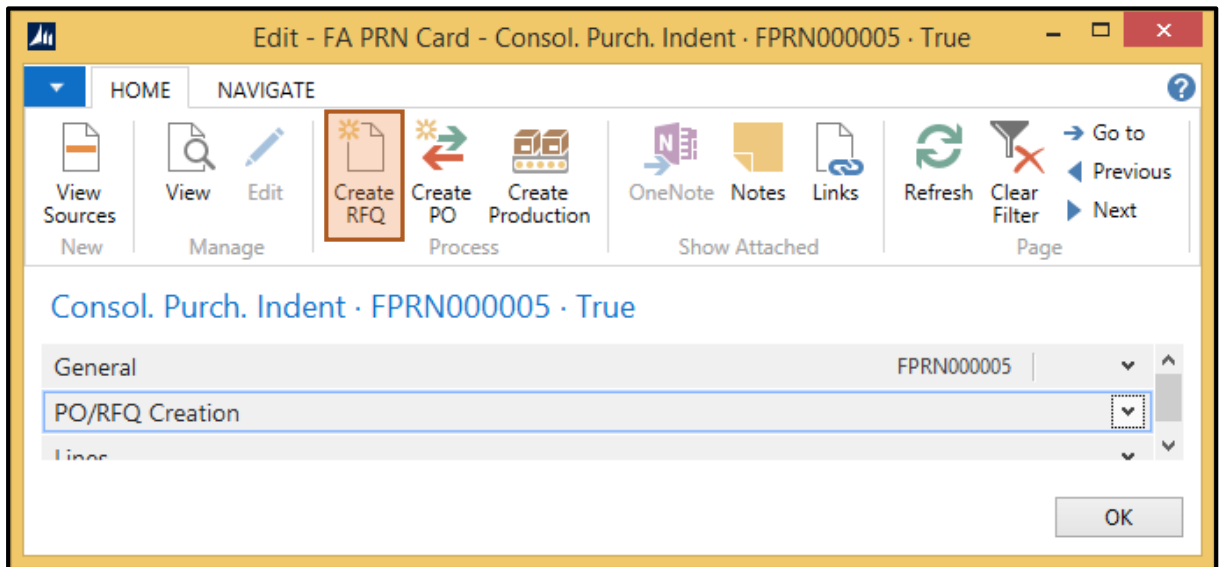 Edit - FA PRN Card - Consol. Purch. Indent · FPRN000005 · True
HOME NAVIGATE
View Sources
View
Edit
Create RFQ
Create PO
Create Production
OneNote
Notes
Links
Refresh
Clear Filter
Go to
Previous
Next
New
Manage
Process
Show Attached
Page
Consol. Purch. Indent · FPRN000005 · True
General FPRN000005
PO/RFQ Creation
Lines
OK